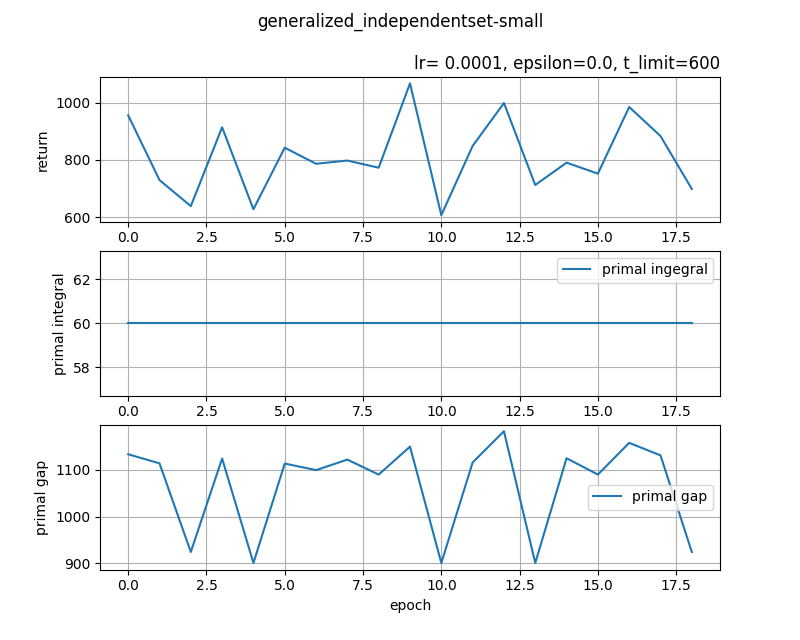 generalized_independentset-small
lr= 0.0001, epsilon=0.0, t_limit=600
return
1000
800
600
0.0 2.5 5.0 7.5 10.0 12.5 15.0 17.5
primal integral
62
60
58
primal ingegral
0.0 2.5 5.0 7.5 10.0 12.5 15.0 17.5
primal gap
1100
1000
900
primal gap
0.0 2.5 5.0 7.5 10.0 12.5 15.0 17.5
epoch